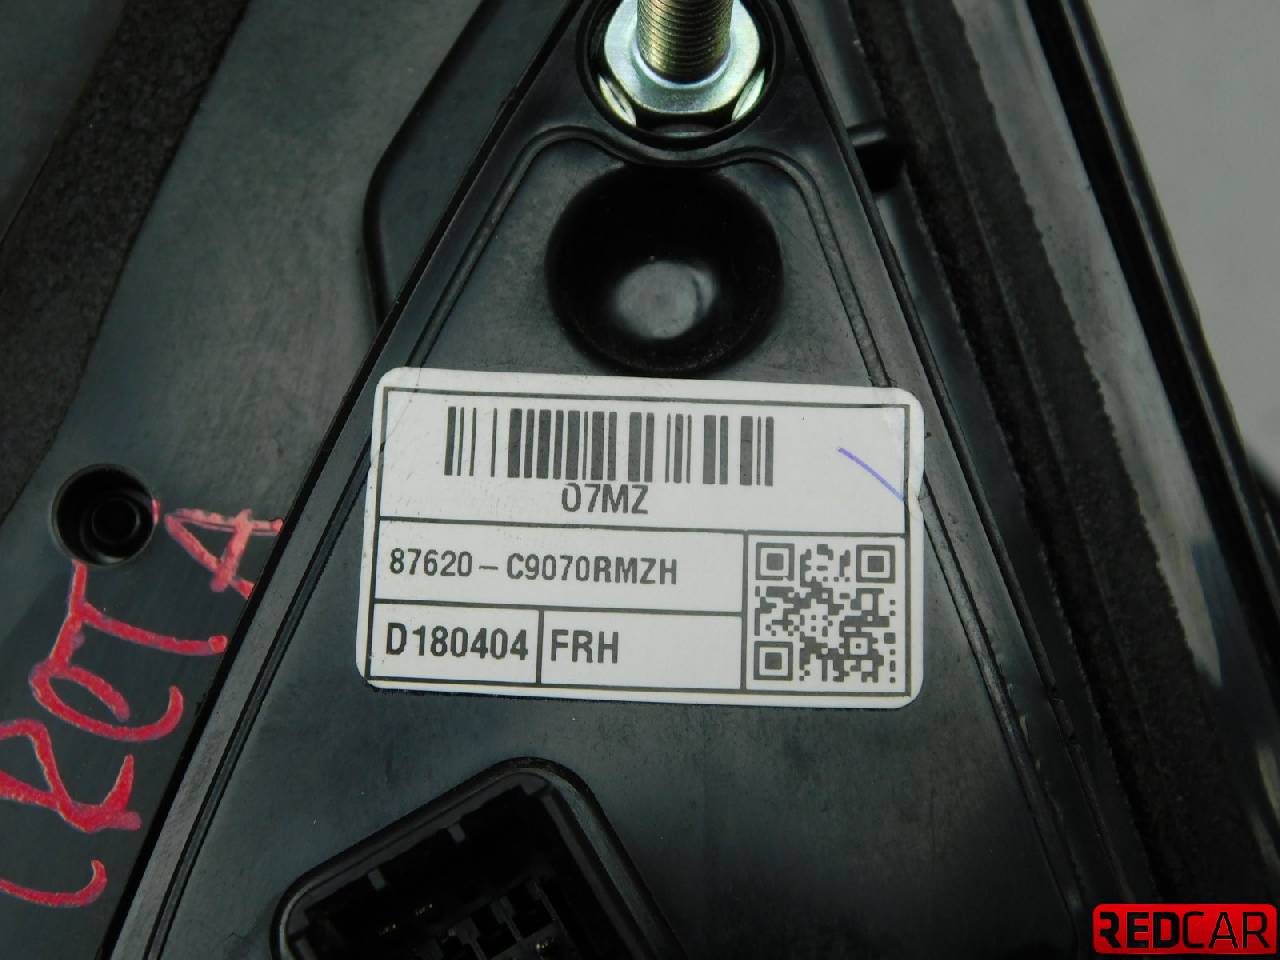 07MZ
87620-C9070RMZH
D180404 FRH
CRETA
REDCAR